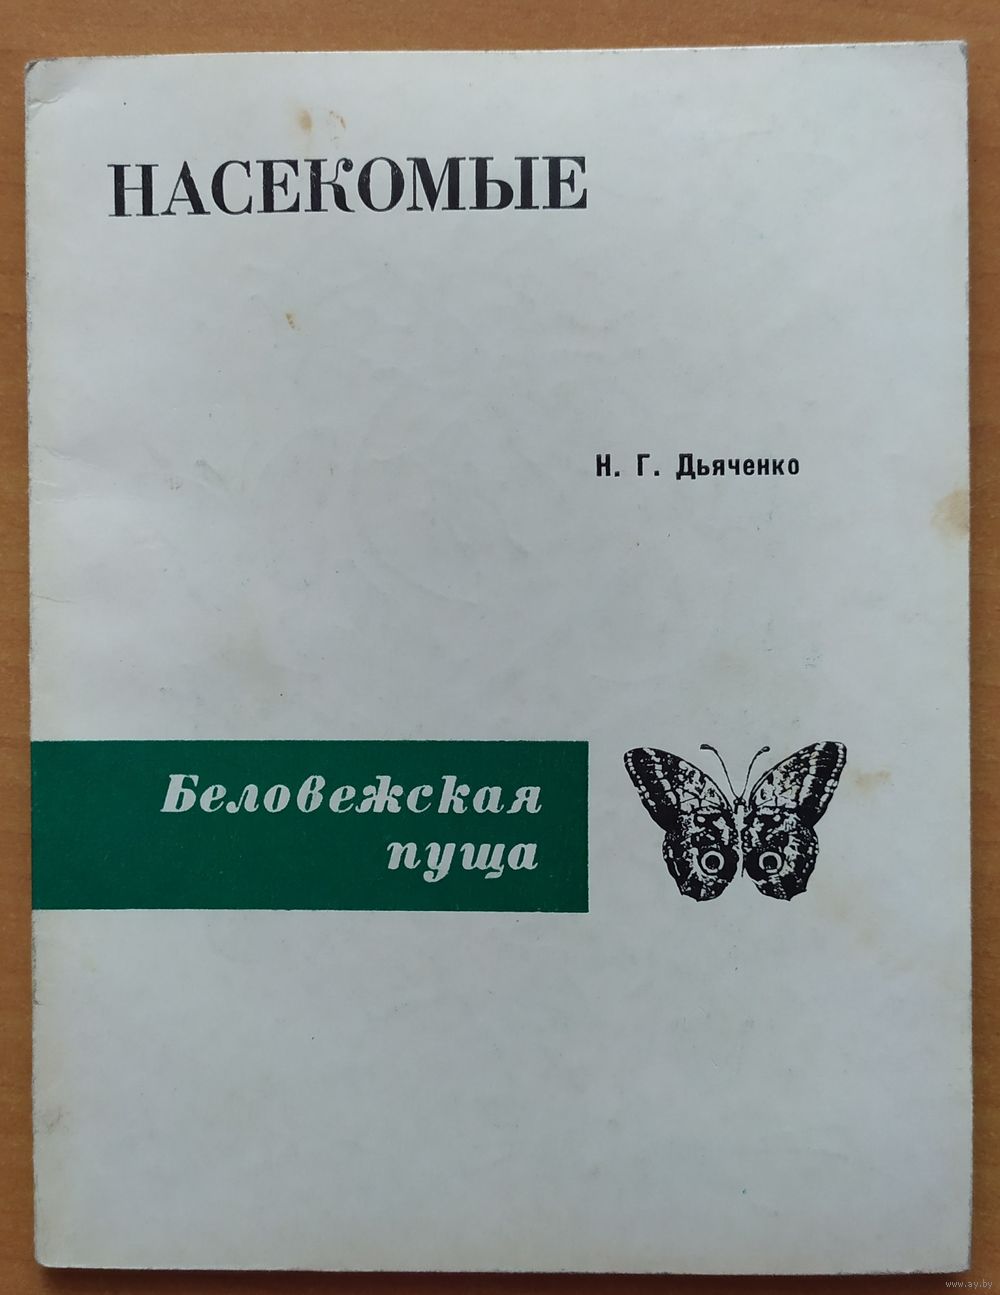 НАСЕКОМЫЕ
Н. Г. Дьяченко
Беловежская
пуща
www.ay.by